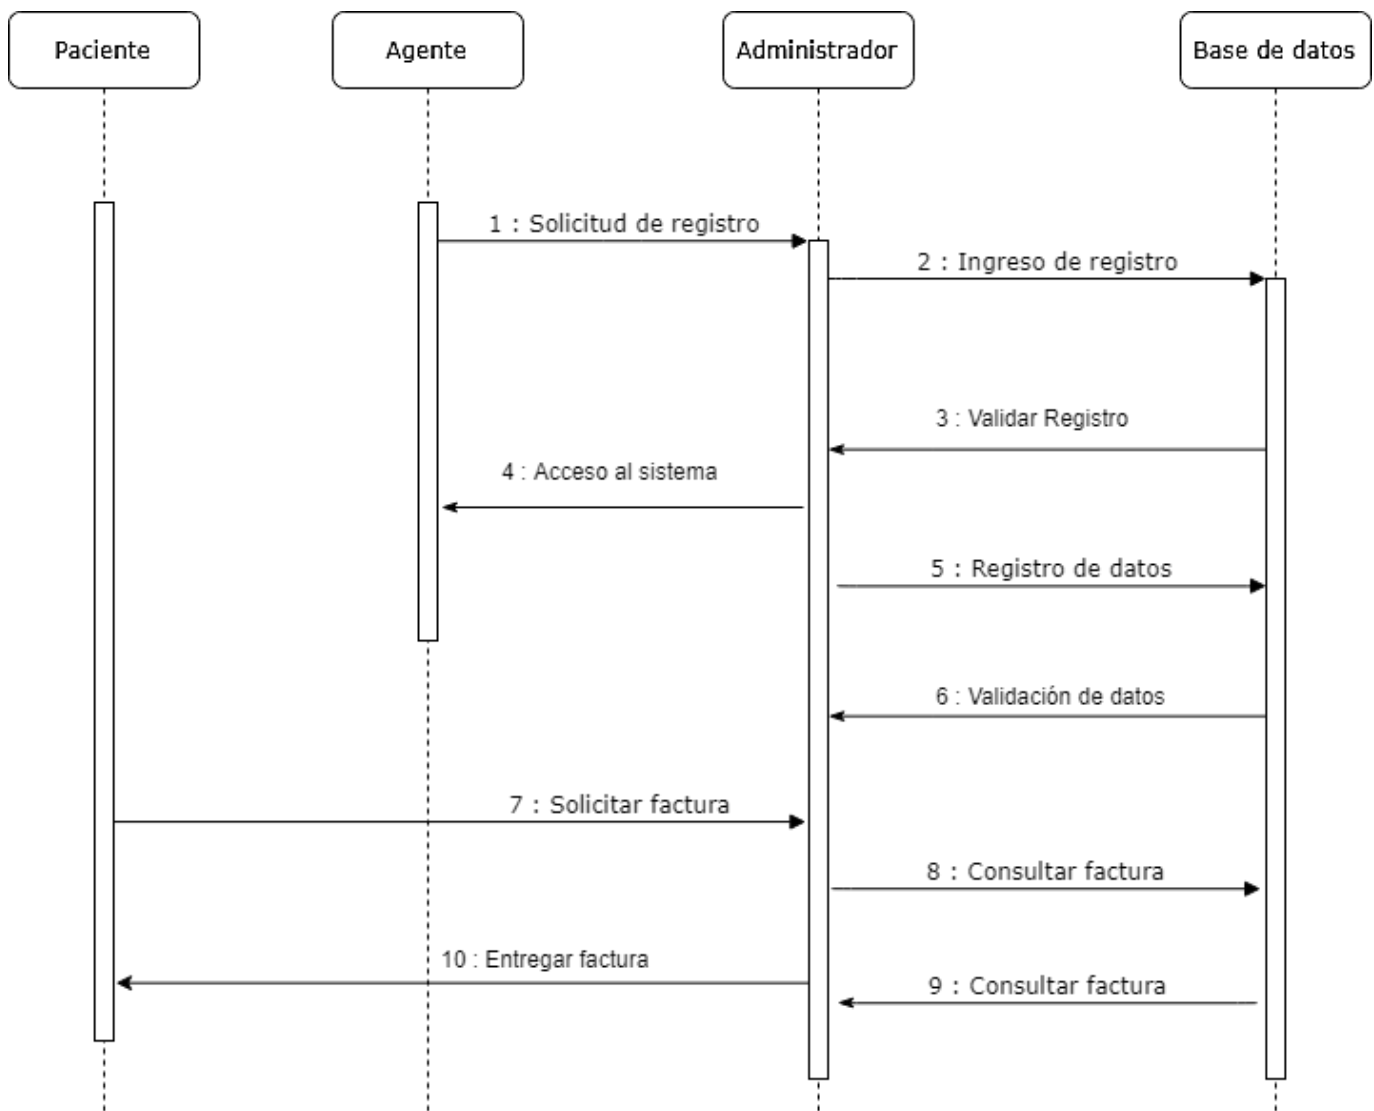 Paciente
Agente
Administrador
Base de datos
1 : Solicitud de registro
2 : Ingreso de registro
3 : Validar Registro
4 : Acceso al sistema
5 : Registro de datos
6 : Validación de datos
7 : Solicitar factura
8 : Consultar factura
10 : Entregar factura
9 : Consultar factura